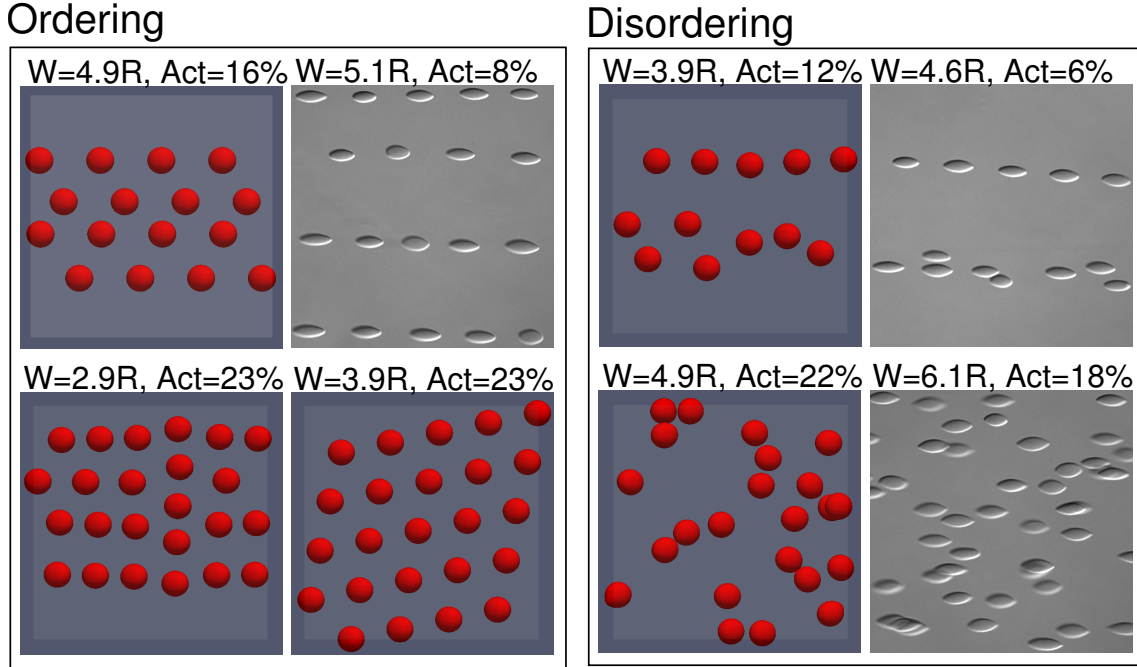 Ordering
W=4.9R, Act=16% W=5.1R, Act=8%
W=2.9R, Act=23% W=3.9R, Act=23%
Disordering
W=3.9R, Act=12% W=4.6R, Act=6%
W=4.9R, Act=22% W=6.1R, Act=18%